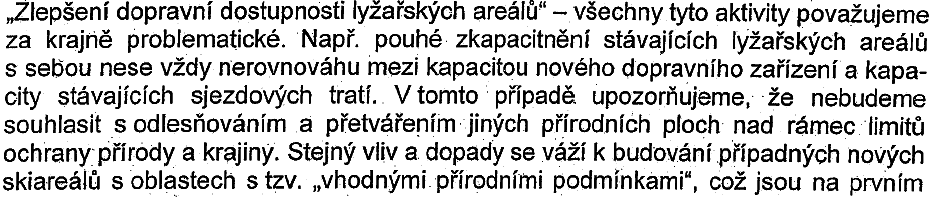 „Zlepšení dopravní dostupnosti lyžařských areálů“ – všechny tyto aktivity považujeme
za krajně problematické. Např. pouhé zkapacitnění stávajících lyžařských areálů
s sebou nese vždy nerovnováhu mezi kapacitou nového dopravního zařízení a kapa-
city stávajících sjezdových tratí. V tomto případě upozorňujeme, že nebudeme
souhlasit s odlesňováním a přetvářením jiných přírodních ploch nad rámec limitů
ochrany přírody a krajiny. Stejný vliv a dopady se váží k budování případných nových
skiareálů s oblastech s tzv. „vhodnými přírodními podmínkami“, což jsou na prvním